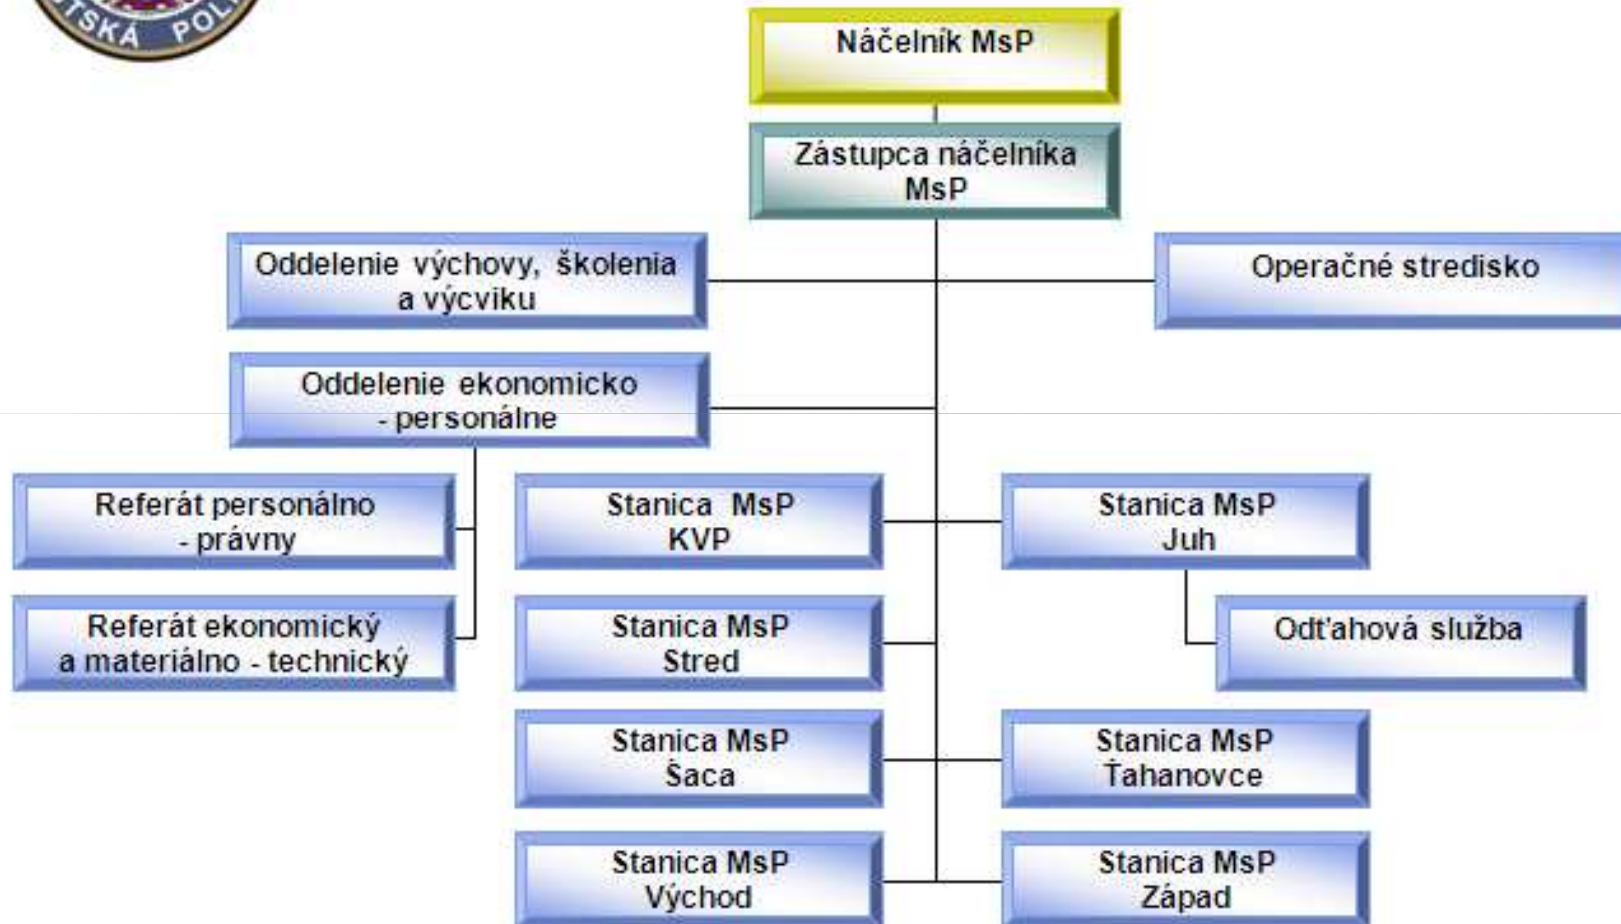 POL
Náčelník MsP
Zástupca náčelníka
MsP
Oddelenie výchovy, školenia
a výcviku
Operačné stredisko
Oddelenie ekonomicko
- personálne
Referát personálno
- právny
Stanica MsP
KVP
Stanica MsP
Juh
Referát ekonomický
a materiálno - technický
Stanica MsP
Stred
Odťahová služba
Stanica MsP
Šaca
Stanica MsP
Ťahanovce
Stanica MsP
Východ
Stanica MsP
Západ